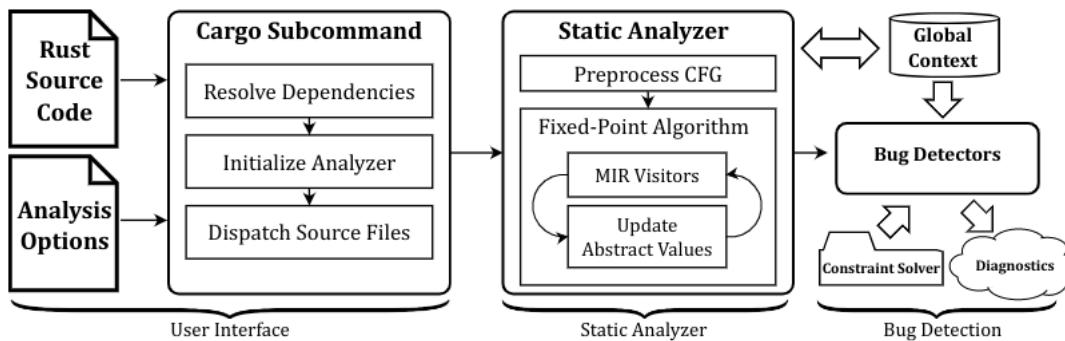 Rust
Source
Code
Analysis
Options
Cargo Subcommand
Resolve Dependencies
Initialize Analyzer
Dispatch Source Files
User Interface
Static Analyzer
Preprocess CFG
Fixed-Point Algorithm
MIR Visitors
Update
Abstract Values
Static Analyzer
Global
Context
Bug Detectors
Constraint Solver
Diagnostics
Bug Detection